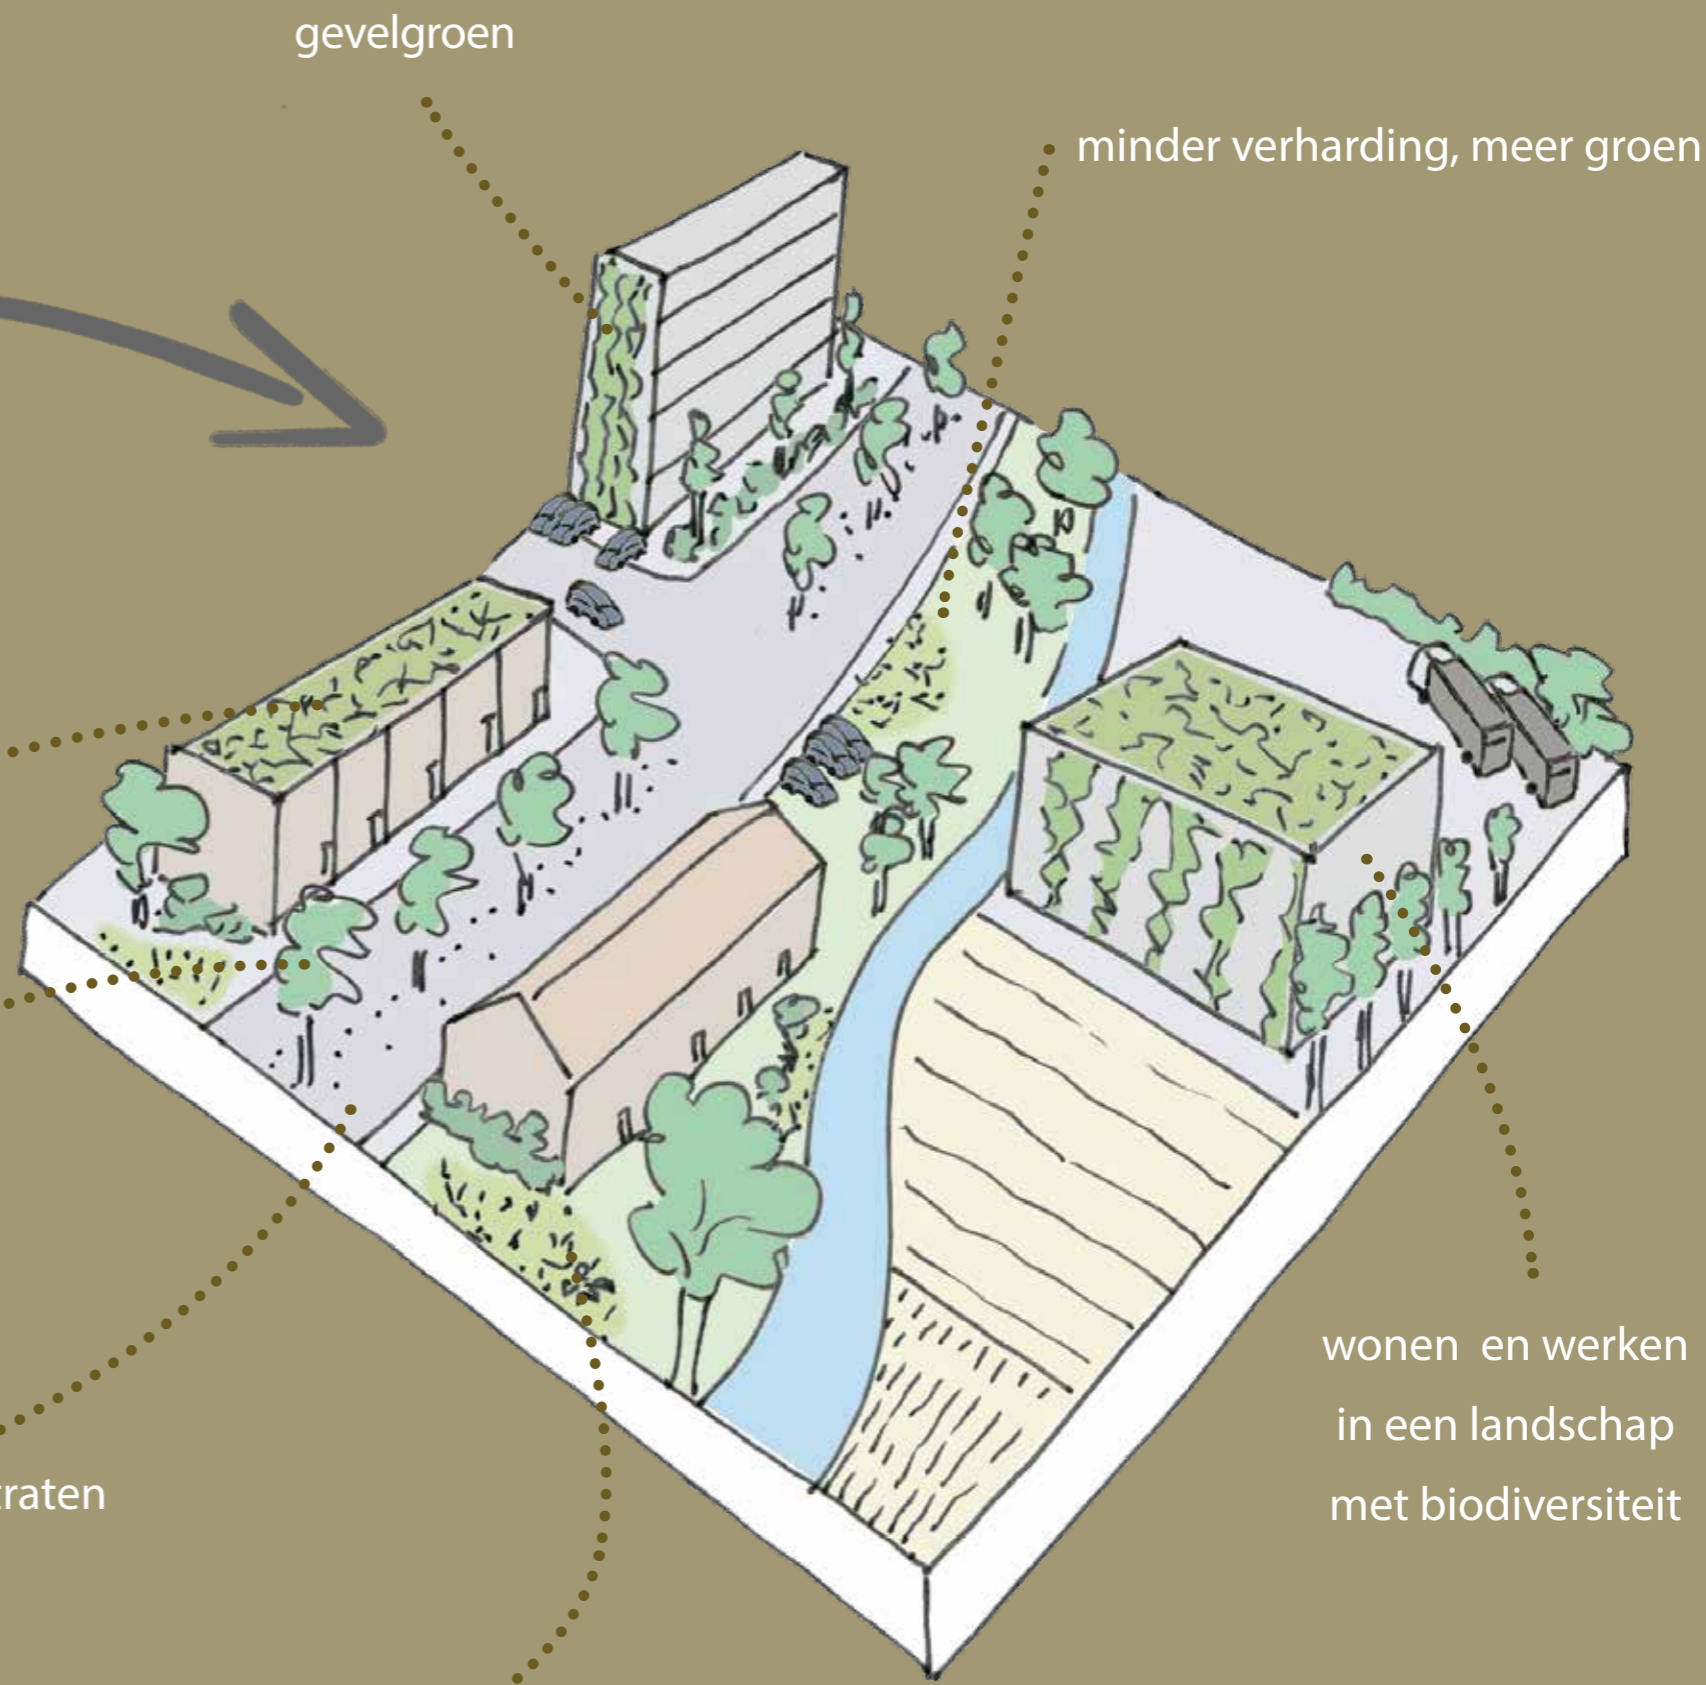 gevelgroen
minder verharding, meer groen
wonen en werken
in een landschap
met biodiversiteit